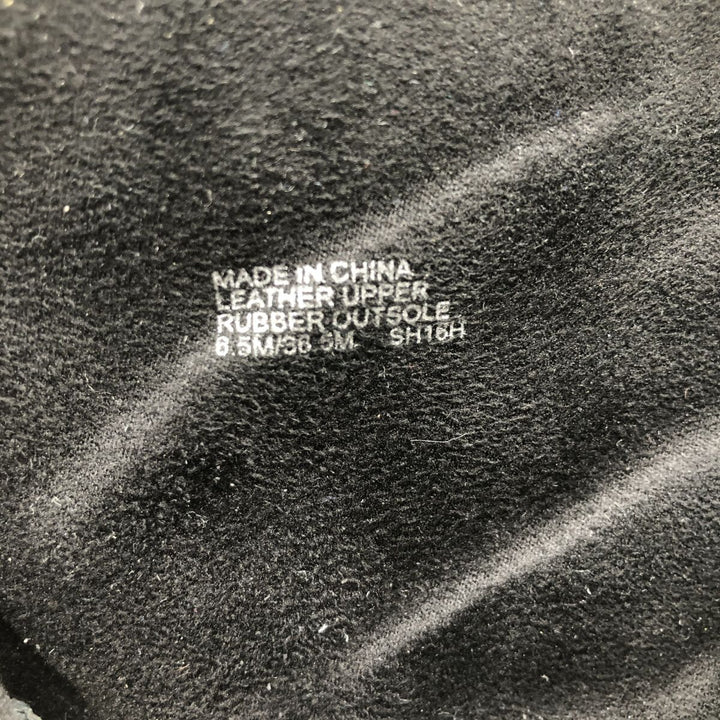 MADE IN CHINA
LEATHER UPPER
RUBBER OUTSOLE
6.5M/36.5M SH16H